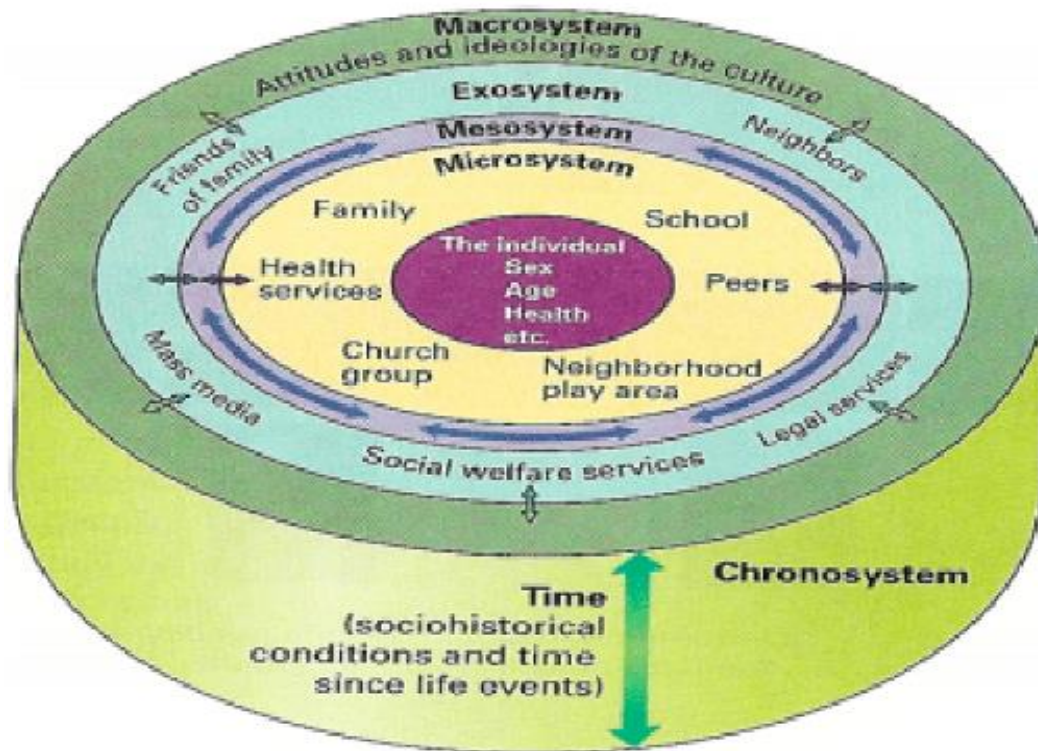 Macrosystem
Attitudes and ideologies of the culture
Exosystem
Mesosystem
Microsystem
Friends
of family
Neighbors
Family
School
The individual
Sex
Age
Health
etc.
Health
services
Peers
Church
group
Neighborhood
play area
Mass media
Social welfare services
Legal services
Chronosystem
Time
(sociohistorical
conditions and time
since life events)